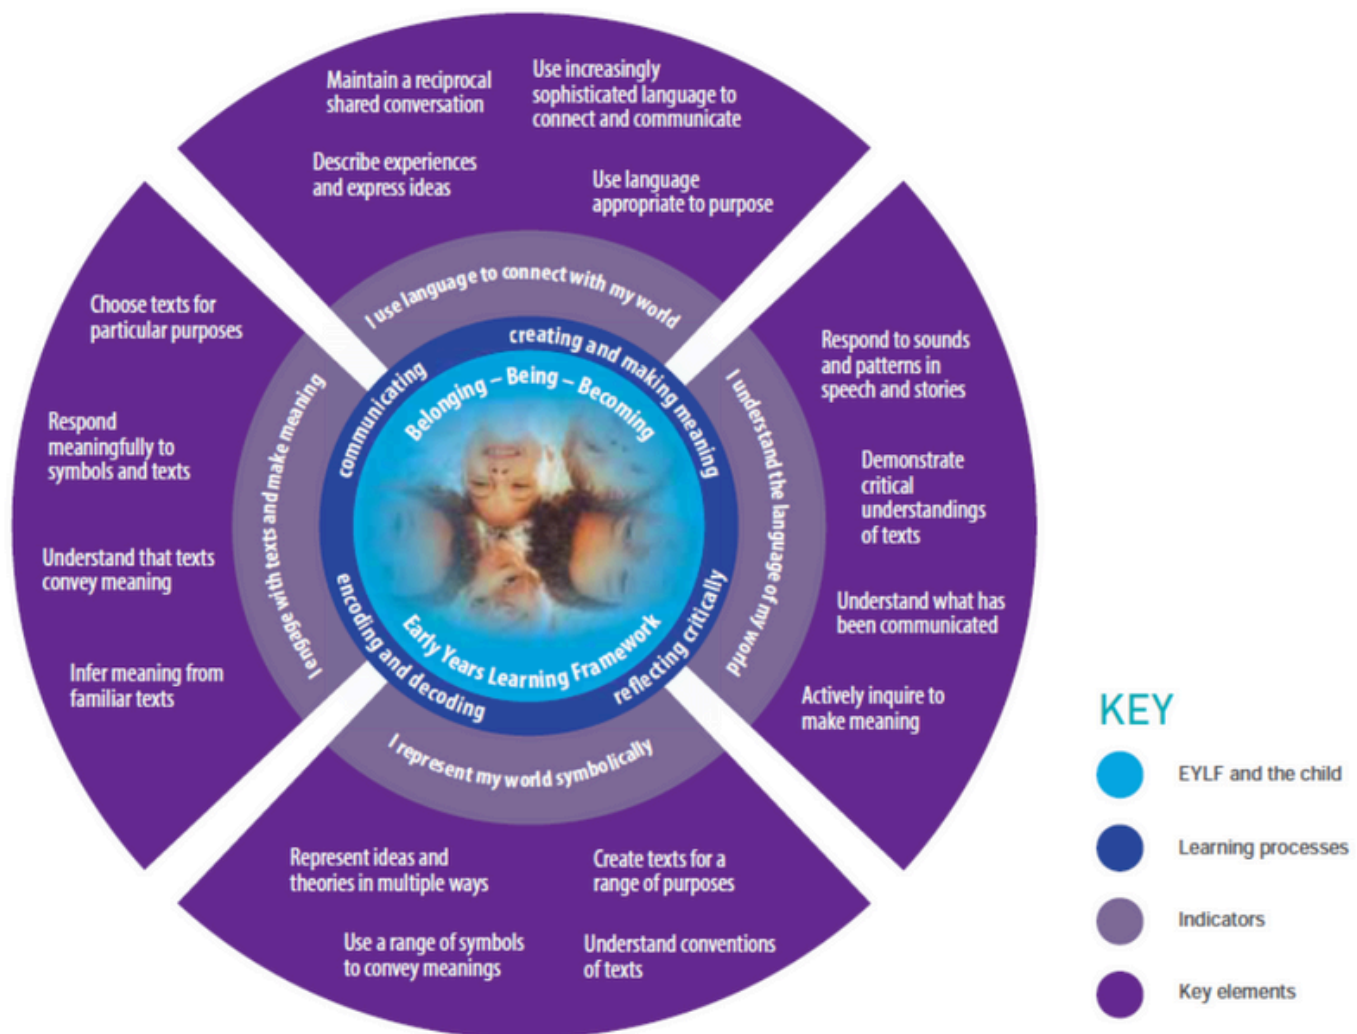 Maintain a reciprocal
shared conversation
Use increasingly
sophisticated language to
connect and communicate
Describe experiences
and express ideas
Use language
appropriate to purpose
I use language to connect with my world
Choose texts for
particular purposes
Respond
meaningfully to
symbols and texts
Understand that texts
convey meaning
Infer meaning from
familiar texts
I engage with texts and make meaning
communicating
creating and making meaning
Belonging – Being – Becoming
Early Years Learning Framework
encoding and decoding
reflecting critically
I understand the language of my world
Respond to sounds
and patterns in
speech and stories
Demonstrate
critical
understandings
of texts
Understand what has
been communicated
Actively inquire to
make meaning
I represent my world symbolically
Represent ideas and
theories in multiple ways
Create texts for a
range of purposes
Use a range of symbols
to convey meanings
Understand conventions
of texts
KEY
EYLF and the child
Learning processes
Indicators
Key elements